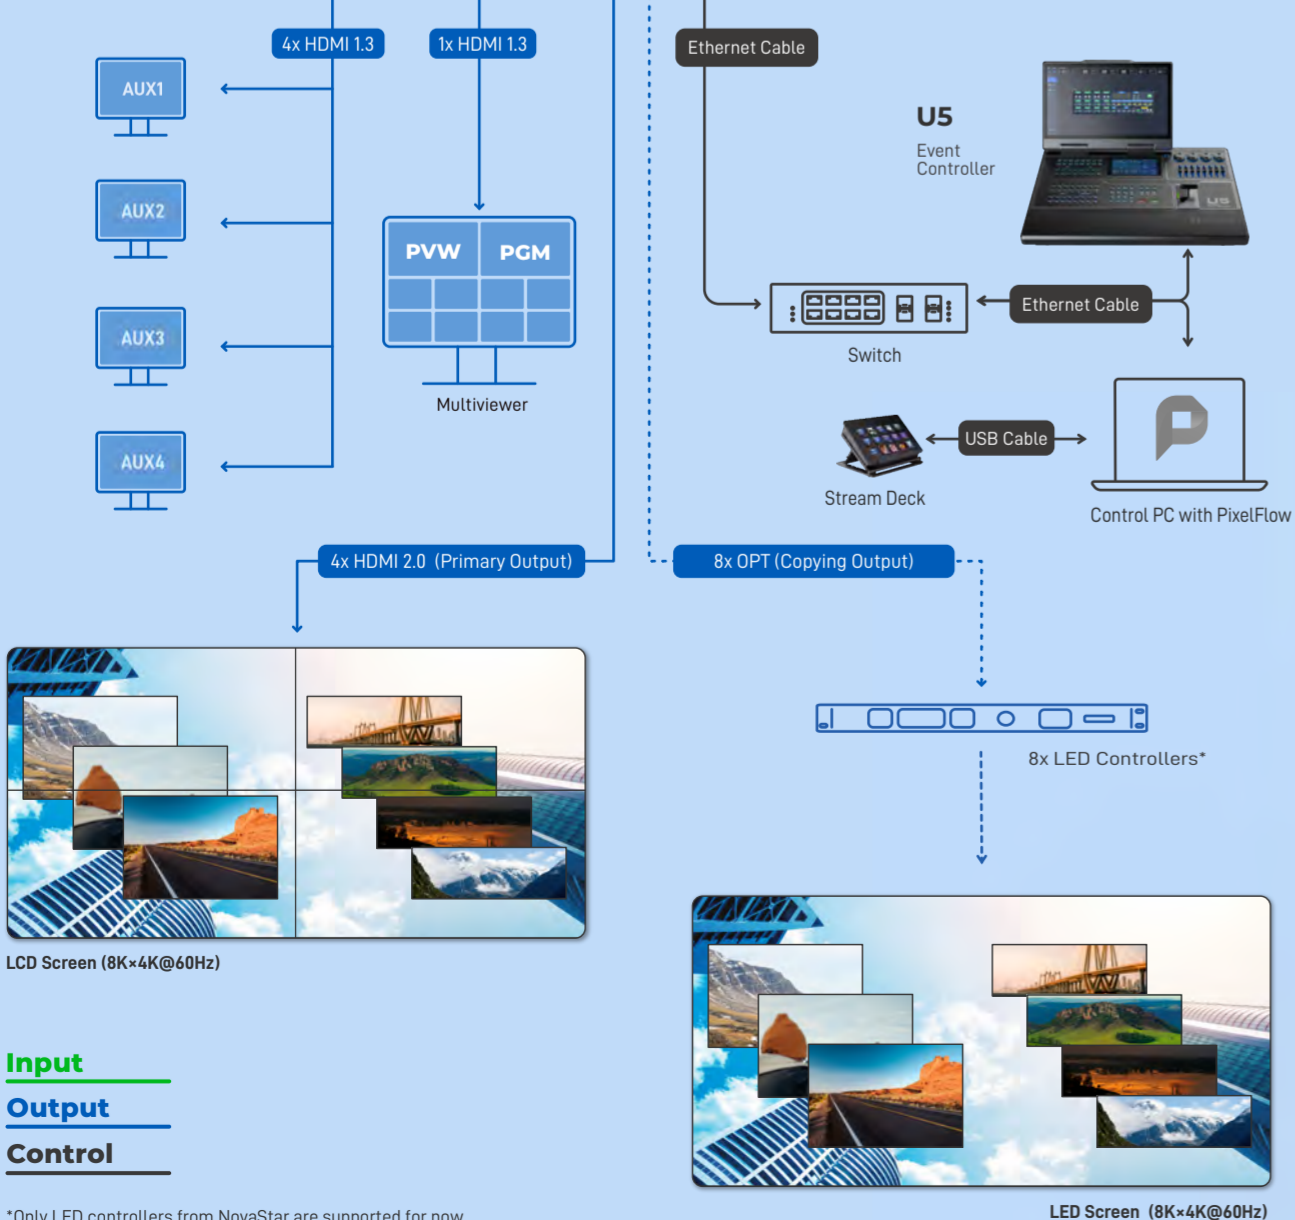 4x HDMI 1.3
1x HDMI 1.3
Ethernet Cable
AUX1
AUX2
AUX3
AUX4
PVW
PGM
Multiviewer
U5
Event
Controller
U5
Ethernet Cable
Switch
USB Cable
Stream Deck
Control PC with PixelFlow
4x HDMI 2.0 (Primary Output)
8x OPT (Copying Output)
8x LED Controllers*
LCD Screen (8K×4K@60Hz)
LED Screen (8K×4K@60Hz)
Input
Output
Control
*Only LED controllers from NovaStar are supported for now